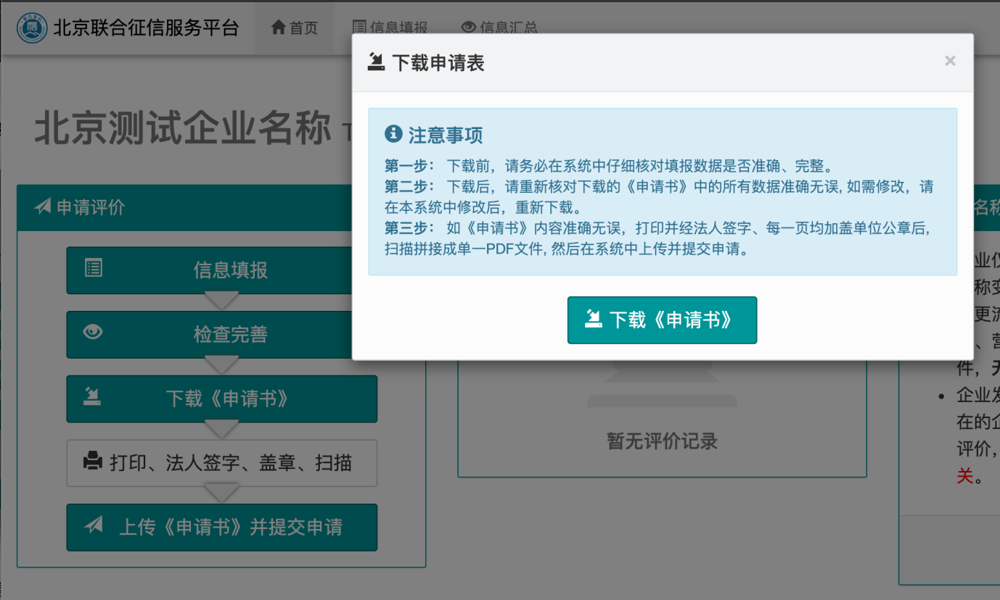 北京联合征信服务平台
首页
信息填报
信息汇总
下载申请表
×
注意事项
第一步： 下载前，请务必在系统中仔细核对填报数据是否准确、完整。
第二步： 下载后，请重新核对下载的《申请书》中的所有数据准确无误, 如需修改，请
在本系统中修改后，重新下载。
第三步： 如《申请书》内容准确无误，打印并经法人签字、每一页均加盖单位公章后,
扫描拼接成单一PDF文件, 然后在系统中上传并提交申请。
下载《申请书》
北京测试企业名称
申请评价
信息填报
检查完善
下载《申请书》
打印、法人签字、盖章、扫描
上传《申请书》并提交申请
暂无评价记录
名称
业仅
称变
更流
、营
件，无
• 企业发
在的企
评价，
关。